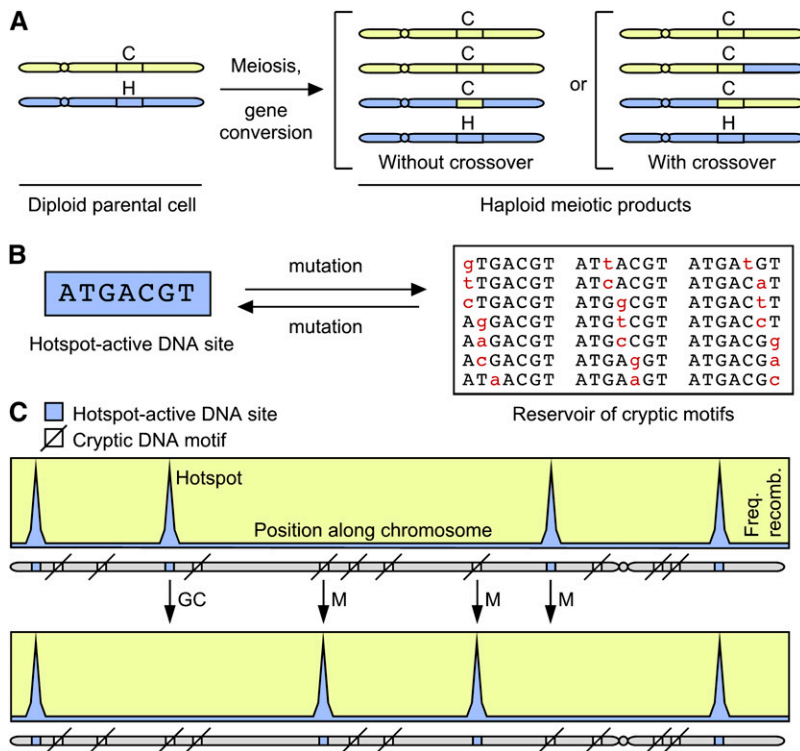 A
C
H
Meiosis,
gene
conversion
C
C
C
H
Without crossover
or
C
C
C
H
With crossover
Diploid parental cell
Haploid meiotic products
B
ATGACGT
Hotspot-active DNA site
mutation
mutation
gTGACGT ATtACGT ATGAtGT
tTGACGT ATcACGT ATGACaT
cTGACGT ATGgCGT ATGACtT
AgGACGT ATGtCGT ATGACcT
AaGACGT ATGcCGT ATGACGg
AcGACGT ATGAgGT ATGACGa
ATaACGT ATGAaGT ATGACGc
Reservoir of cryptic motifs
C
Hotspot-active DNA site
Cryptic DNA motif
Hotspot
Position along chromosome
Freq.
recomb.
GC
M
M
M